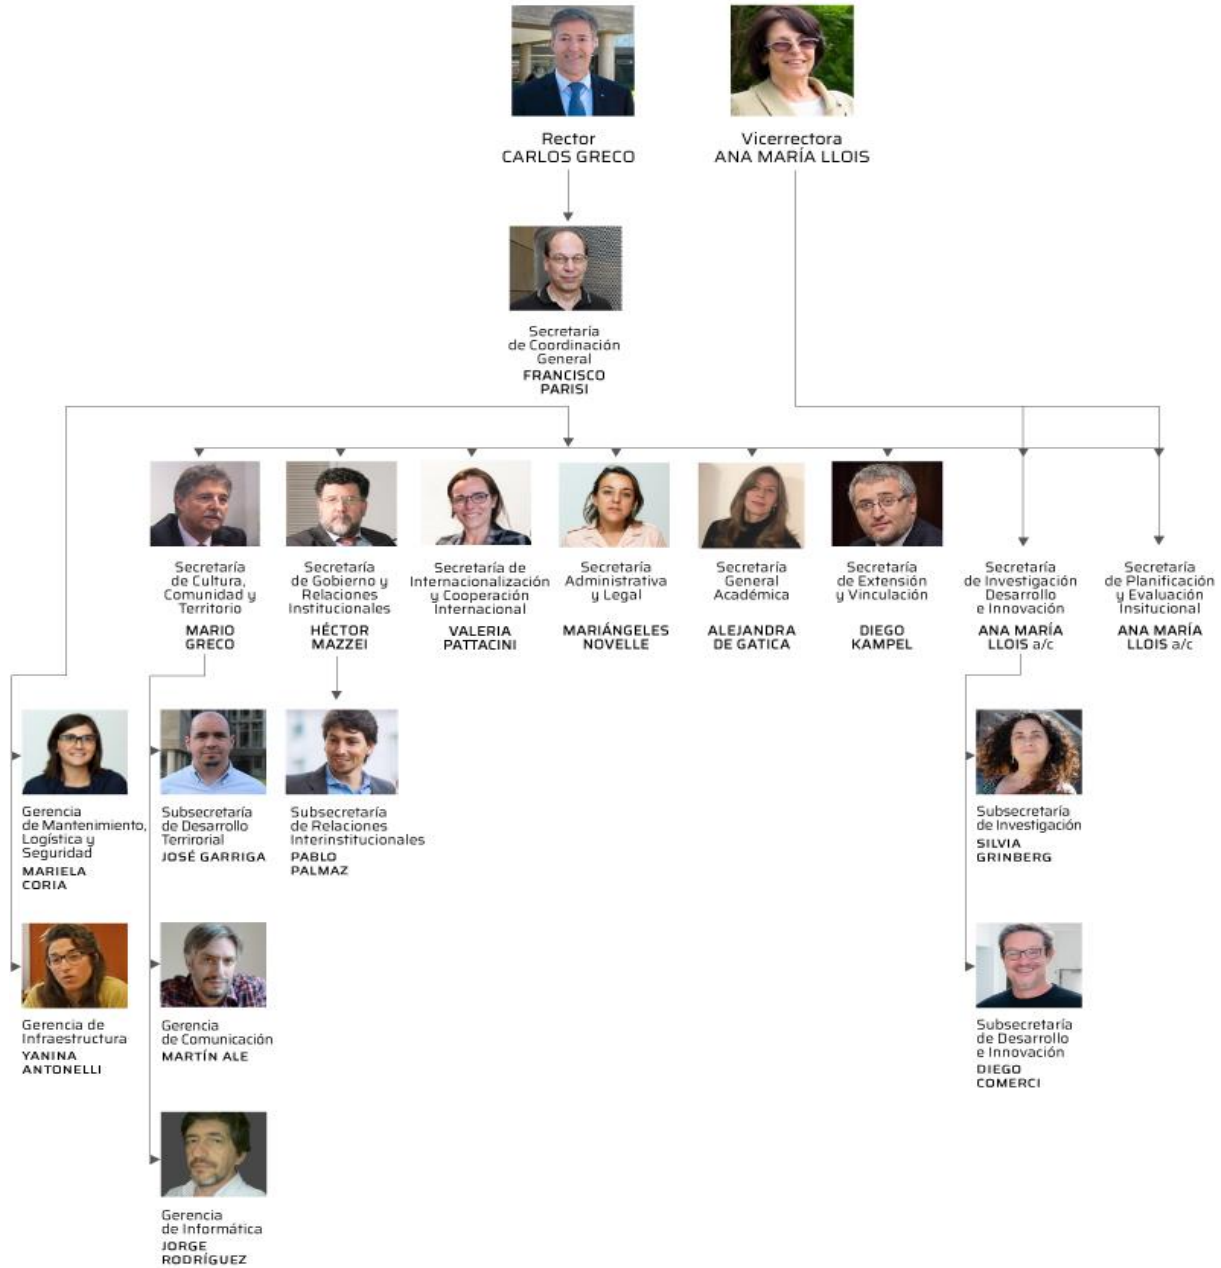 Rector
CARLOS GRECO
Vicerrectora
ANA MARÍA LLOIS
Secretaría
de Coordinación
General
FRANCISCO
PARISI
Secretaría
de Cultura,
Comunidad y
Territorio
MARIO
GRECO
Secretaría
de Gobierno y
Relaciones
Institucionales
HÉCTOR
MAZZEI
Secretaría de
Internacionalización
y Cooperación
Internacional
VALERIA
PATTACINI
Secretaría
Administrativa
y Legal
MARIÁNGELES
NOVELLE
Secretaría
General
Académica
ALEJANDRA
DE GATICA
Secretaría
de Extensión
y Vinculación
DIEGO
KAMPEL
Secretaría
de Investigación
Desarrollo
e Innovación
ANA MARÍA
LLOIS a/c
Secretaría
de Planificación
y Evaluación
Insitucional
ANA MARÍA
LLOIS a/c
Gerencia
de Mantenimiento,
Logística y
Seguridad
MARIELA
CORIA
Subsecretaría
de Desarrollo
Terrirorial
JOSÉ GARRIGA
Subsecretaría
de Relaciones
Interinstitucionales
PABLO
PALMAZ
Subsecretaría
de Investigación
SILVIA
GRINBERG
Gerencia de
Infraestructura
YANINA
ANTONELLI
Gerencia
de Comunicación
MARTÍN ALE
Subsecretaría
de Desarrollo
e Innovación
DIEGO
COMERCI
Gerencia
de Informática
JORGE
RODRÍGUEZ